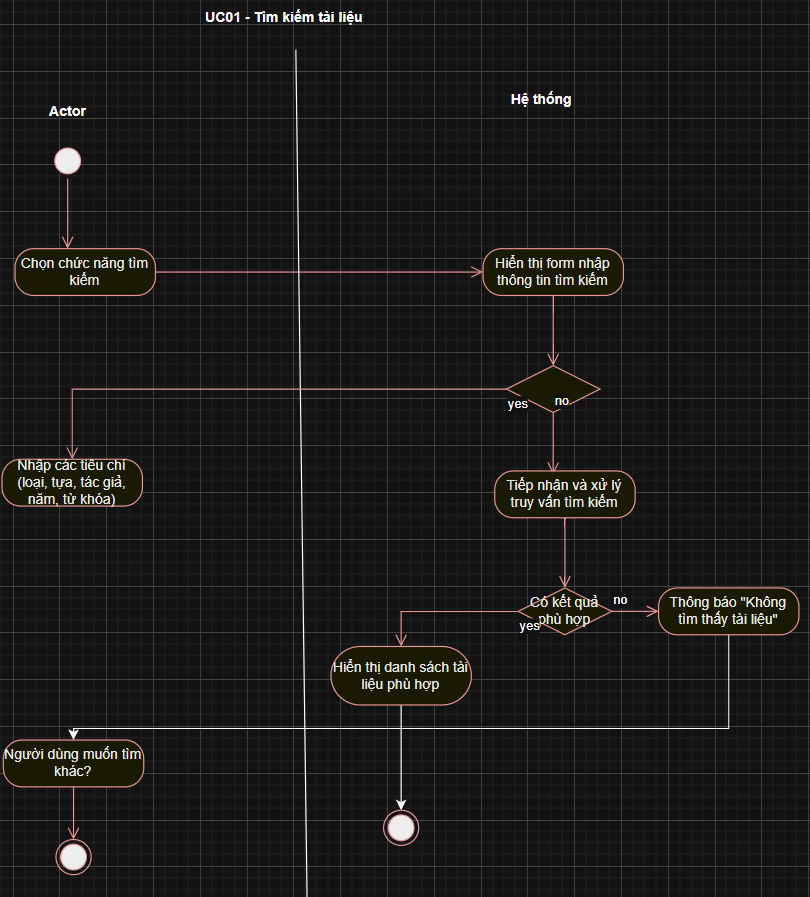 UC01 - Tìm kiếm tài liệu
Hệ thống
Actor
Chọn chức năng tìm
kiếm
Hiển thị form nhập
thông tin tìm kiếm
yes
no
Nhập các tiêu chí
(loại, tựa, tác giả,
năm, từ khóa)
Tiếp nhận và xử lý
truy vấn tìm kiếm
Có kết quả
phù hợp
yes
no
Thông báo "Không
tìm thấy tài liệu"
Hiển thị danh sách tài
liệu phù hợp
Người dùng muốn tìm
khác?